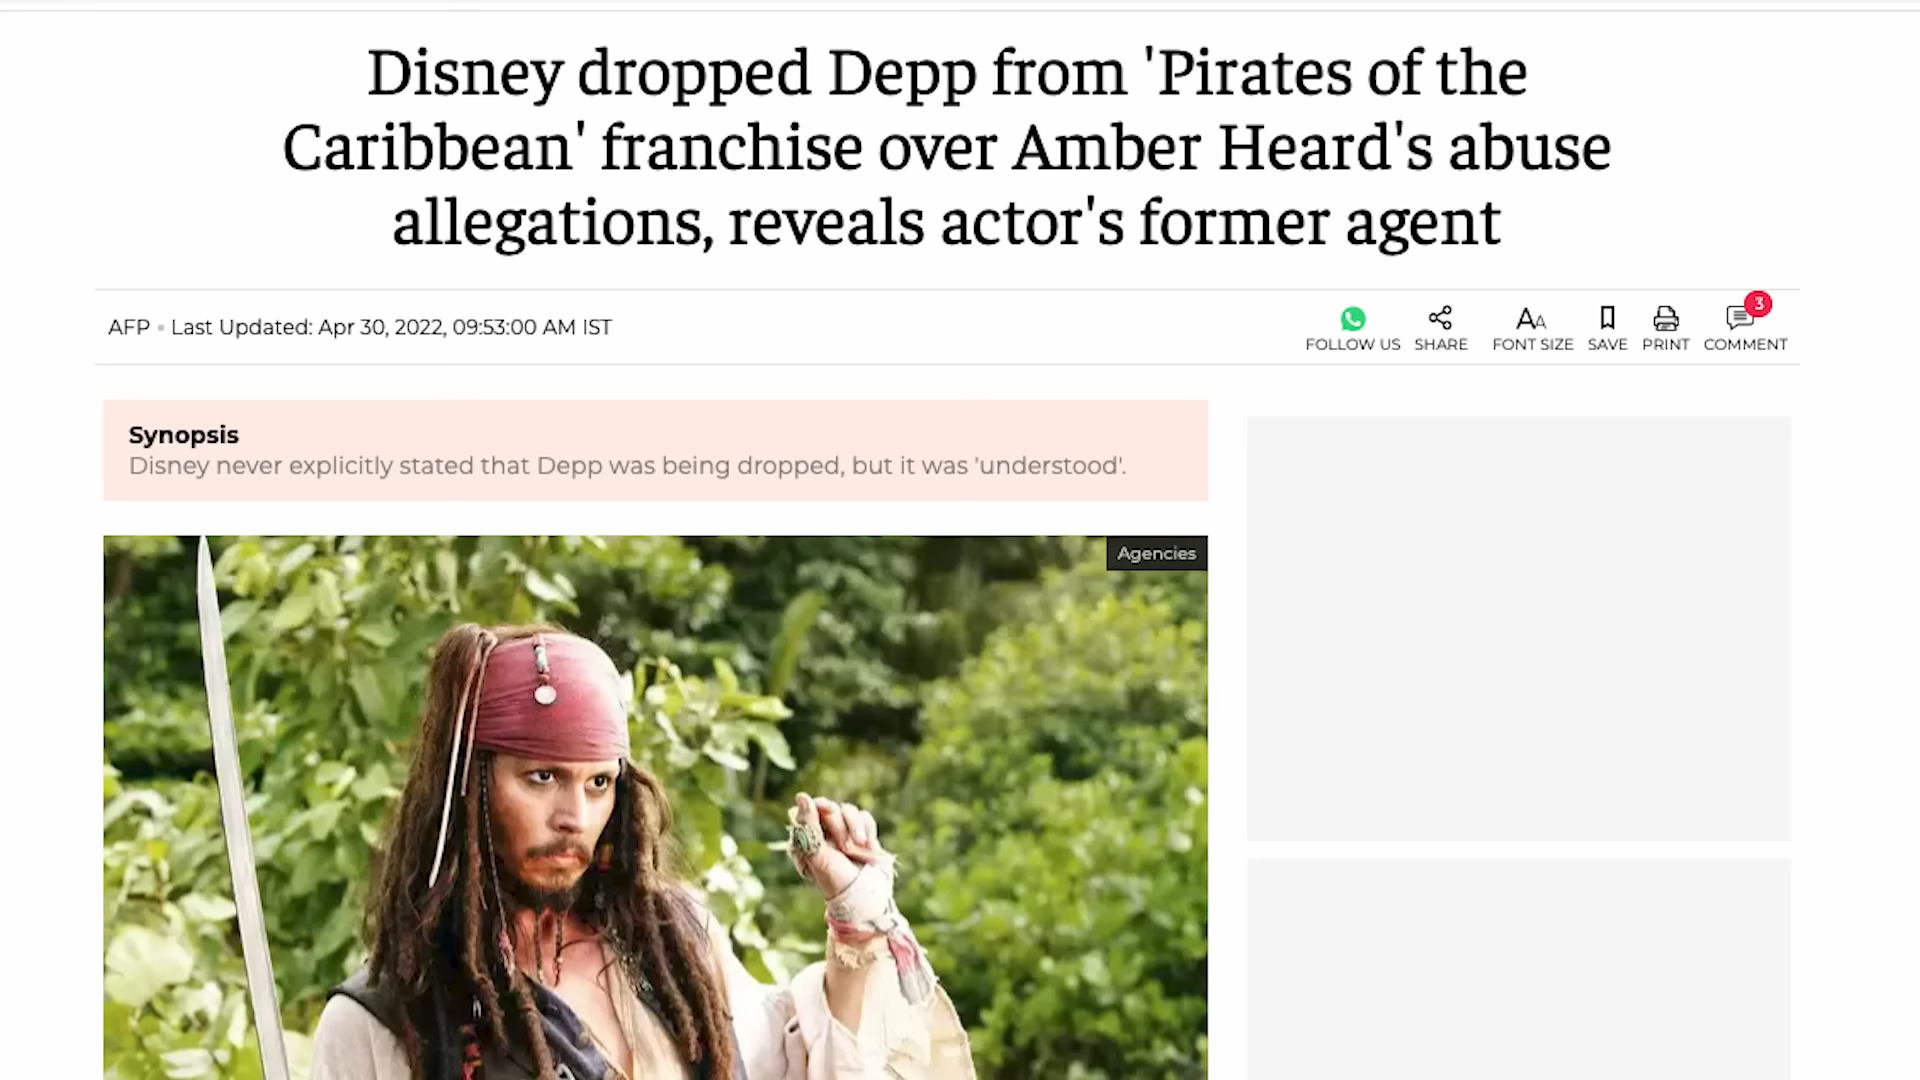 Disney dropped Depp from 'Pirates of the
Caribbean' franchise over Amber Heard's abuse
allegations, reveals actor's former agent
AFP • Last Updated: Apr 30, 2022, 09:53:00 AM IST
FOLLOW US
SHARE
FONT SIZE
SAVE
PRINT
3
COMMENT
Synopsis
Disney never explicitly stated that Depp was being dropped, but it was 'understood'.
Agencies